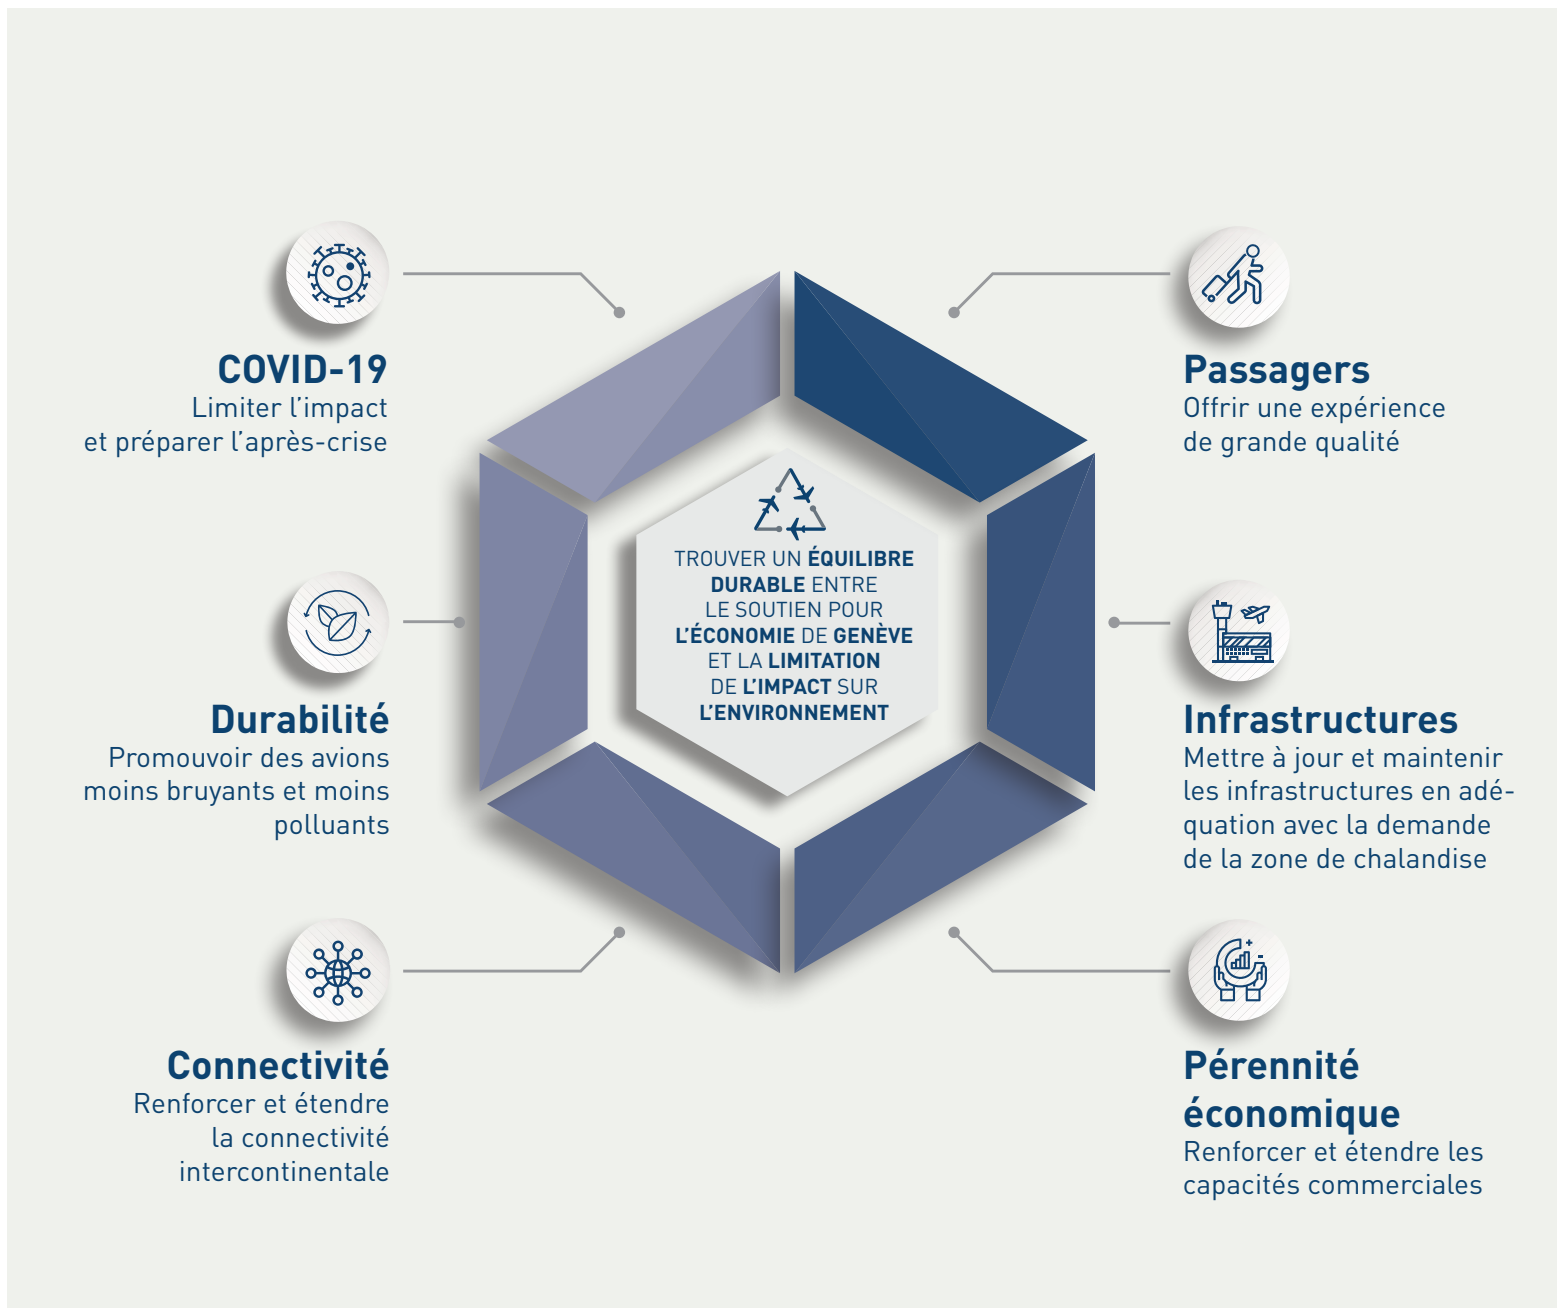 COVID-19
Limiter l’impact
et préparer l’après-crise
Durabilité
Promouvoir des avions
moins bruyants et moins
polluants
Connectivité
Renforcer et étendre
la connectivité
intercontinentale
TROUVER UN ÉQUILIBRE
DURABLE ENTRE
LE SOUTIEN POUR
L’ÉCONOMIE DE GENÈVE
ET LA LIMITATION
DE L’IMPACT SUR
L’ENVIRONNEMENT
Passagers
Offrir une expérience
de grande qualité
Infrastructures
Mettre à jour et maintenir
les infrastructures en adé-
quation avec la demande
de la zone de chalandise
Pérennité
économique
Renforcer et étendre les
capacités commerciales